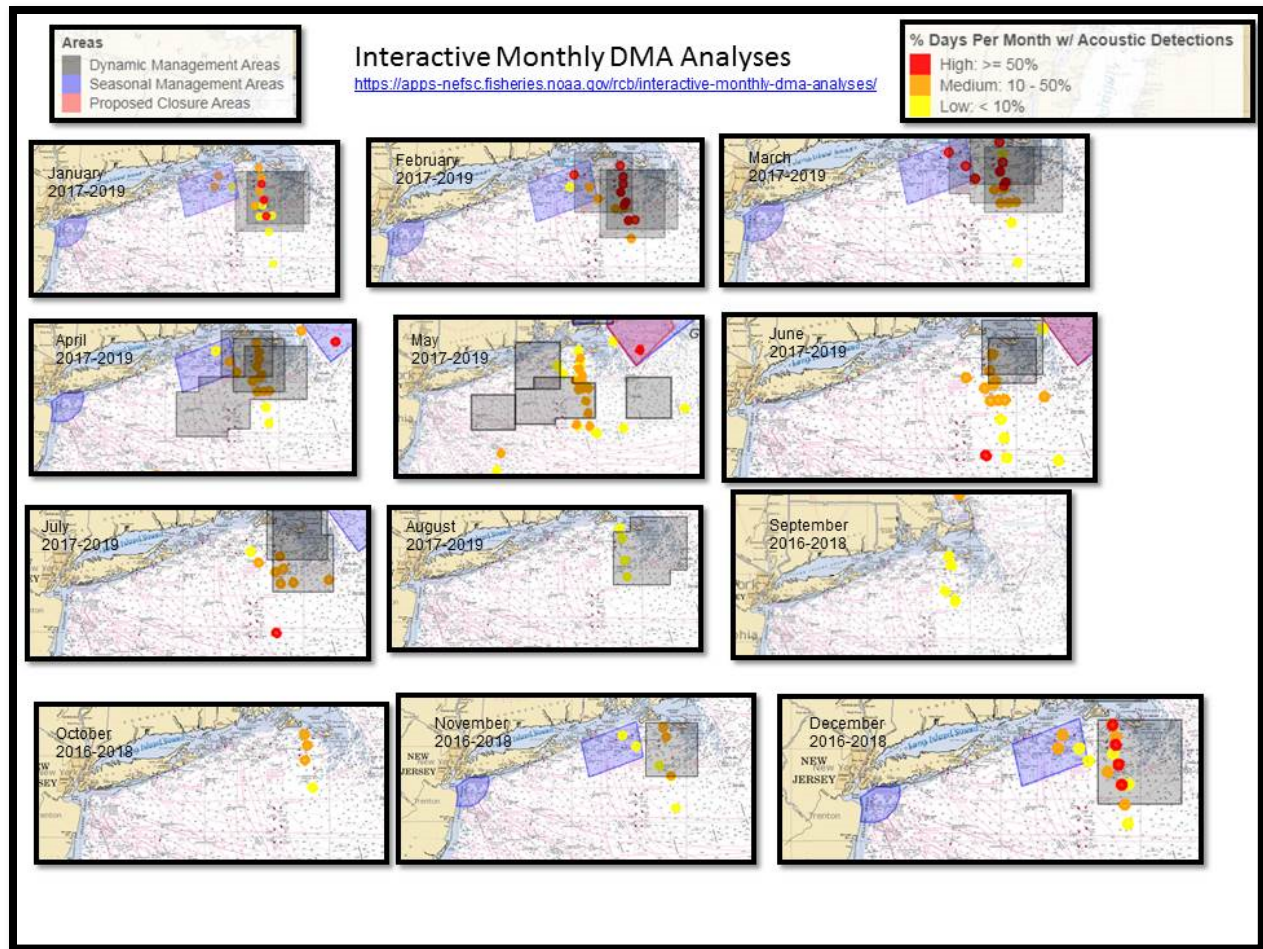 Areas
Dynamic Management Areas
Seasonal Management Areas
Proposed Closure Areas
Interactive Monthly DMA Analyses
https://apps-nefsc.fisheries.noaa.gov/rcb/interactive-monthly-dma-analyses/
% Days Per Month w/ Acoustic Detections
High: >= 50%
Medium: 10 - 50%
Low: < 10%
January
2017-2019
February
2017-2019
March
2017-2019
April
2017-2019
May
2017-2019
June
2017-2019
July
2017-2019
August
2017-2019
September
2016-2018
October
2016-2018
November
2016-2018
NEW
JERSEY
Trenton
December
2016-2018
NEW
JERSEY
Trenton